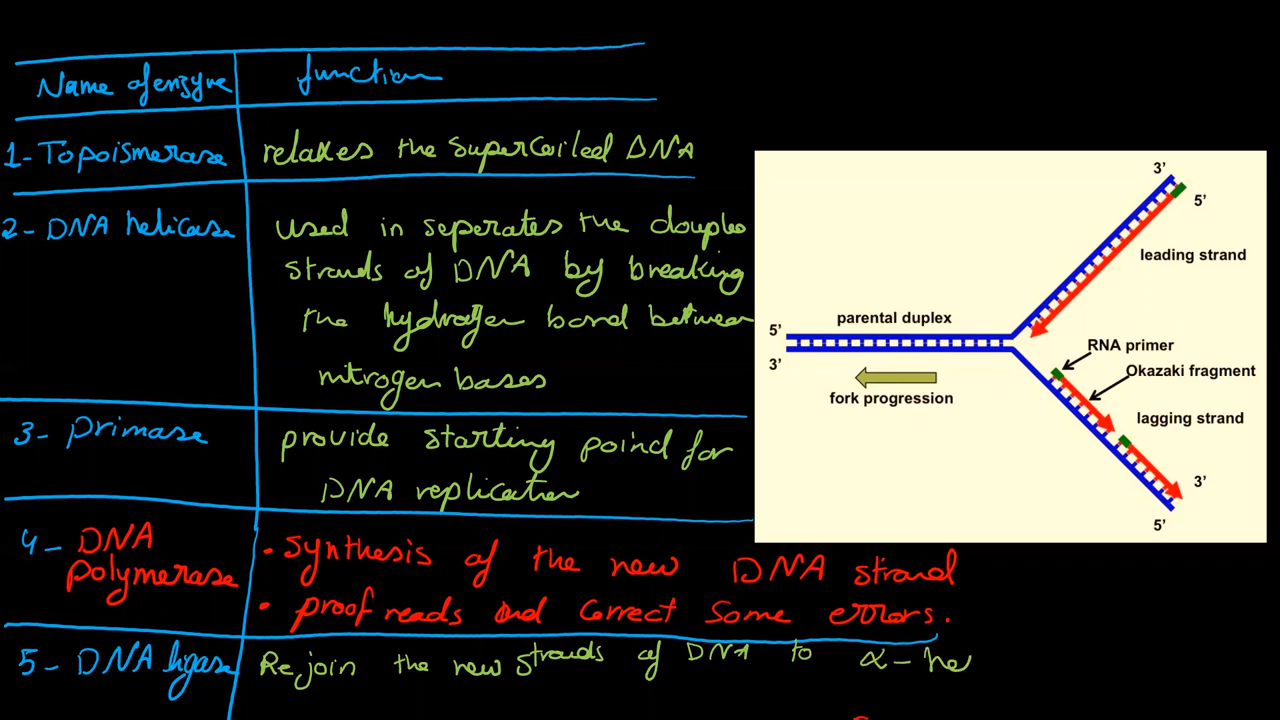 Name of enzyme function
1- Topoismerase relaxes the supercoiled DNA
2- DNA helicase used in seperates the douples
strands of DNA by breaking
the hydrogen bond between
nitrogen bases
3- primase provide starting poind for
DNA replication
4- DNA
polymerase
• synthesis of the new DNA strand
• proof reads and correct some errors.
5- DNA ligase Rejoin the new strands of DNA to α-he
3'
5'
leading strand
parental duplex
5'
3'
fork progression
RNA primer
Okazaki fragment
lagging strand
3'
5'